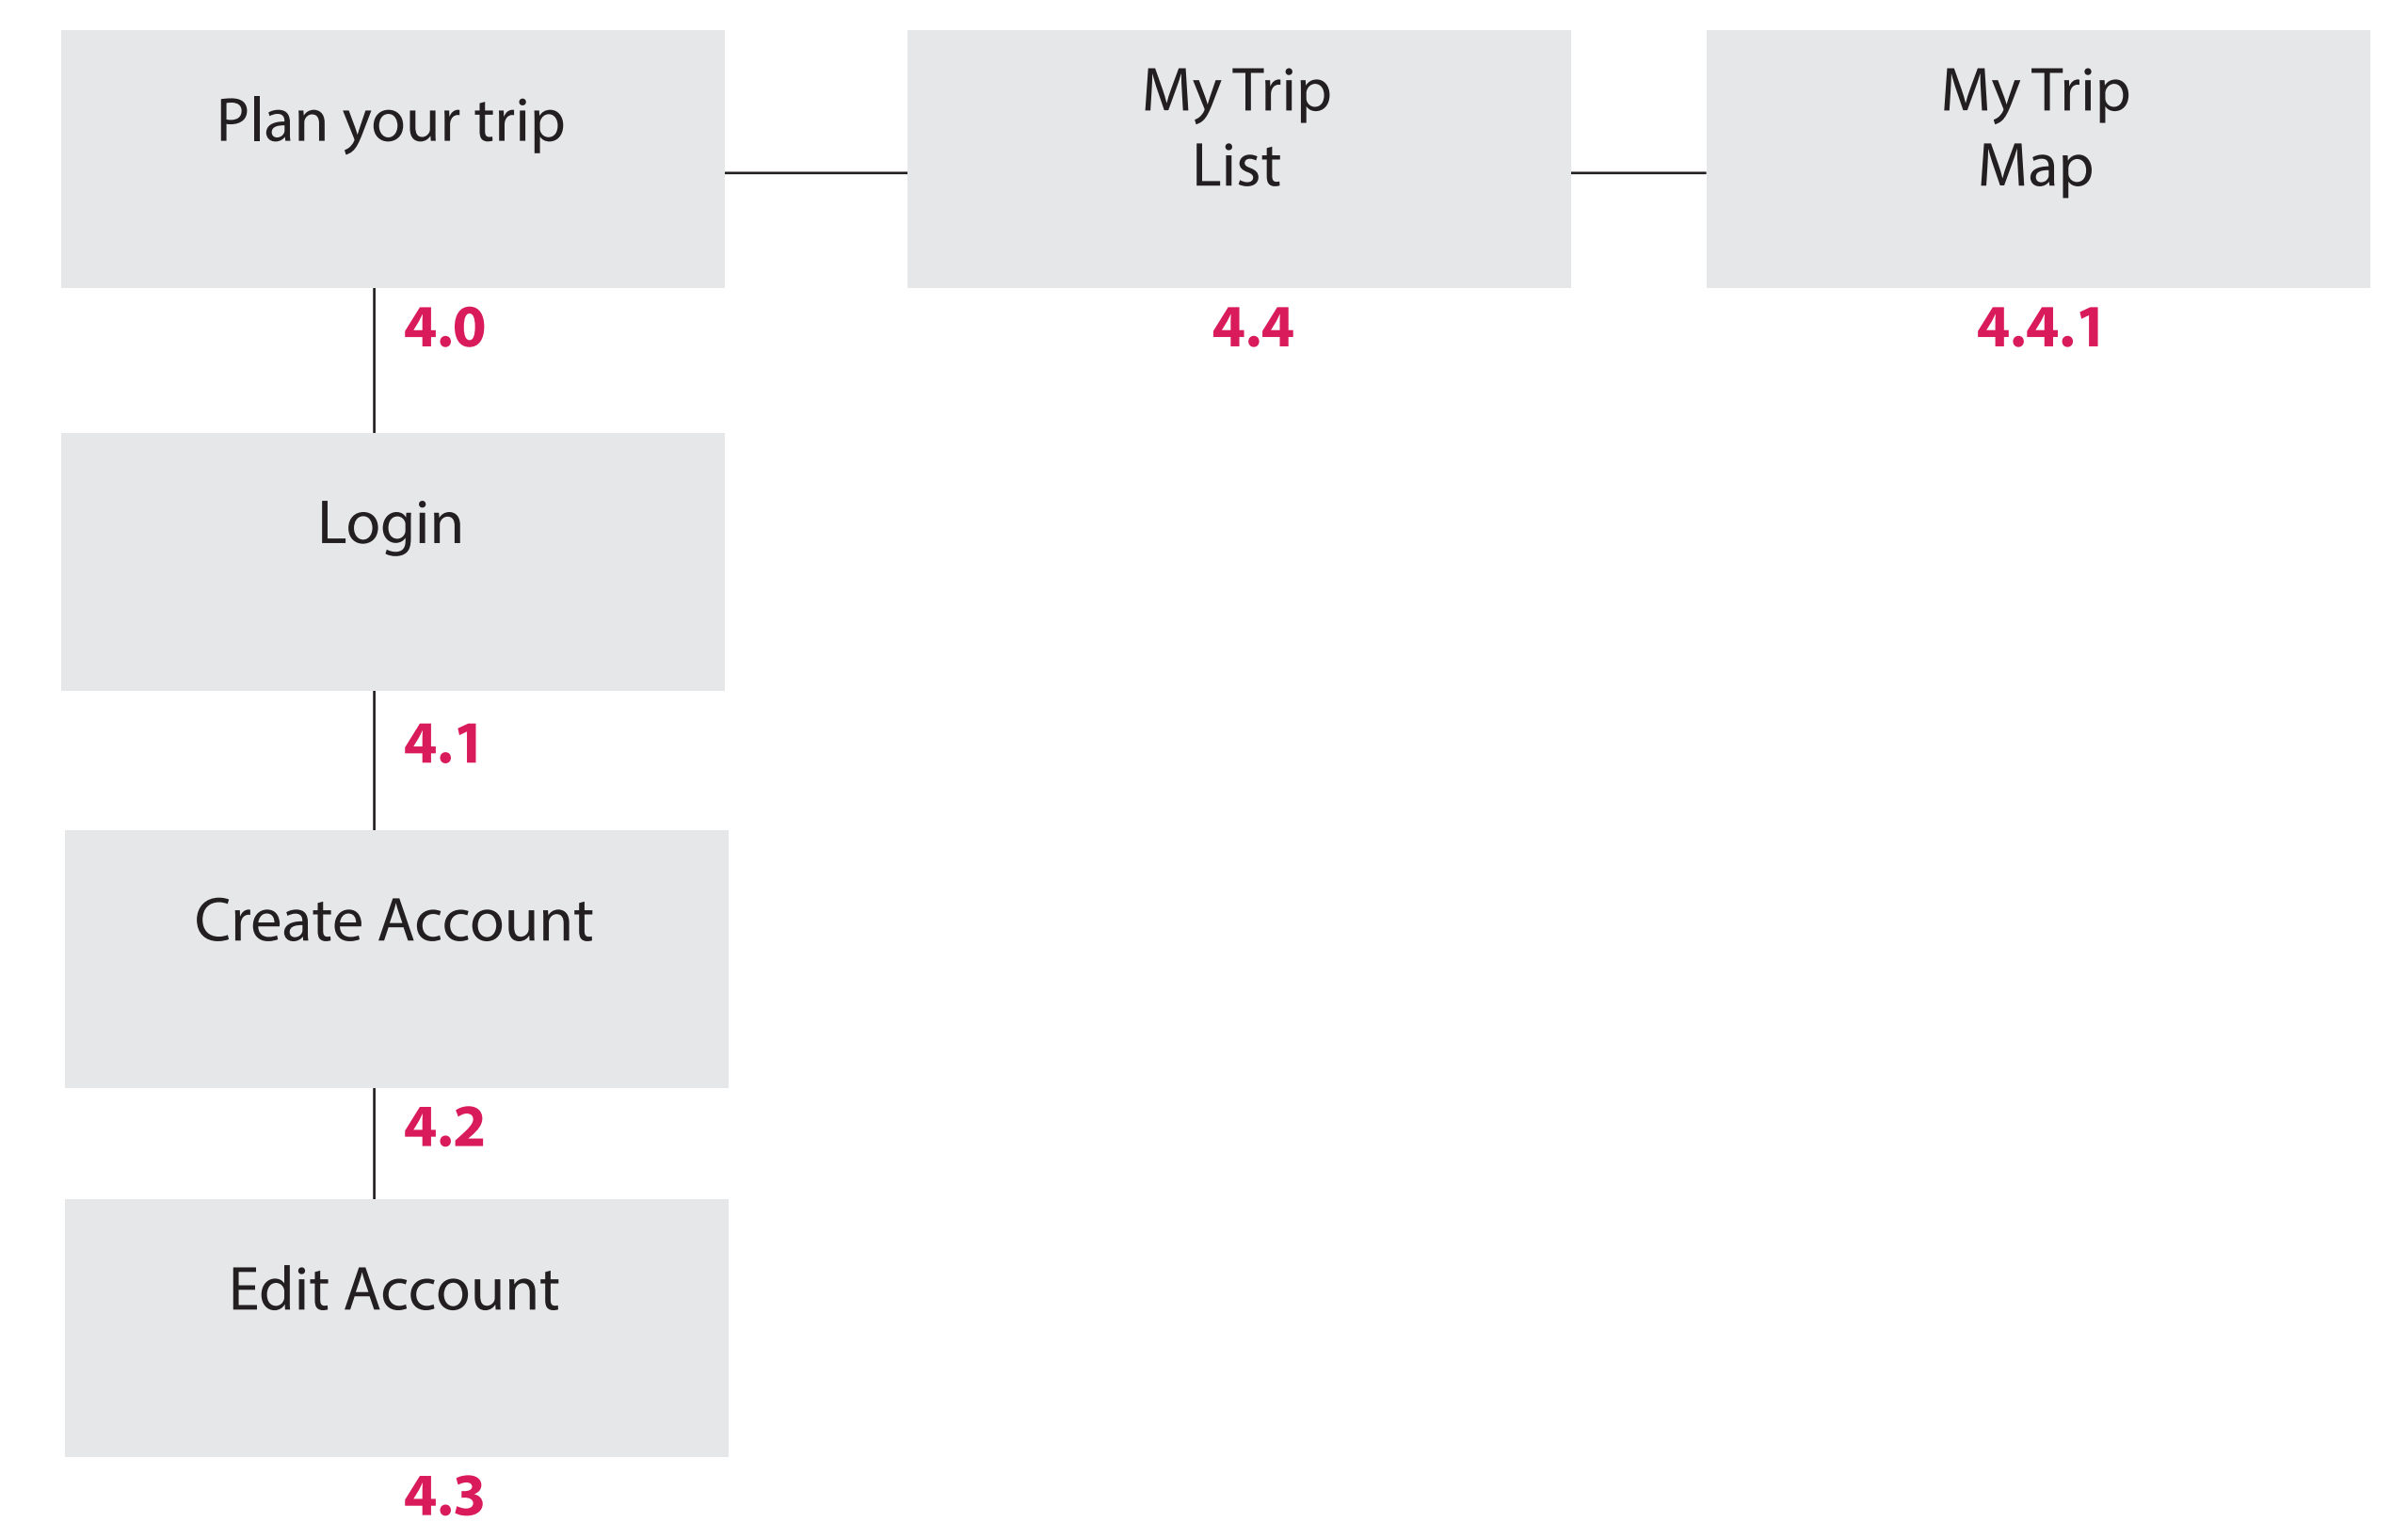 Plan your trip
4.0
My Trip
List
4.4
My Trip
Map
4.4.1
Login
4.1
Create Account
4.2
Edit Account
4.3